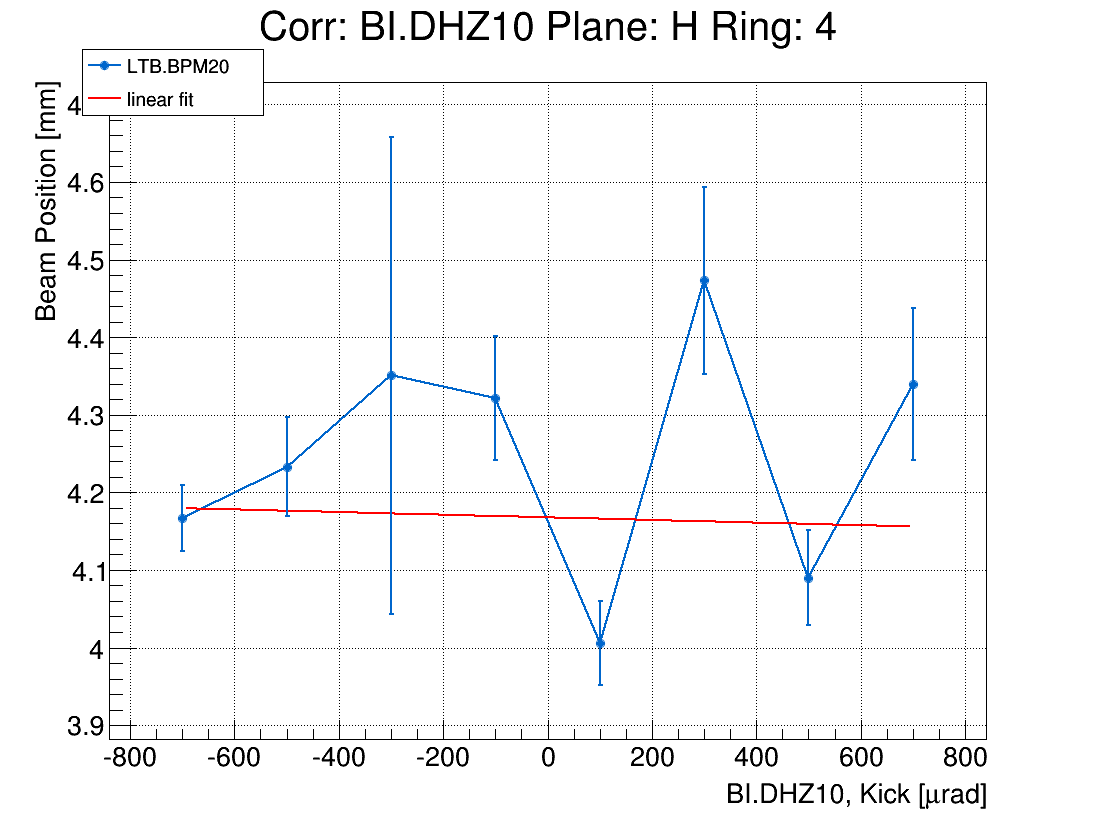 Corr: BI.DHZ10 Plane: H Ring: 4
LTB.BPM20
linear fit
Beam Position [mm]
4.6
4.5
4.4
4.3
4.2
4.1
4
3.9
-800 -600 -400 -200 0 200 400 600 800
BI.DHZ10, Kick [μrad]